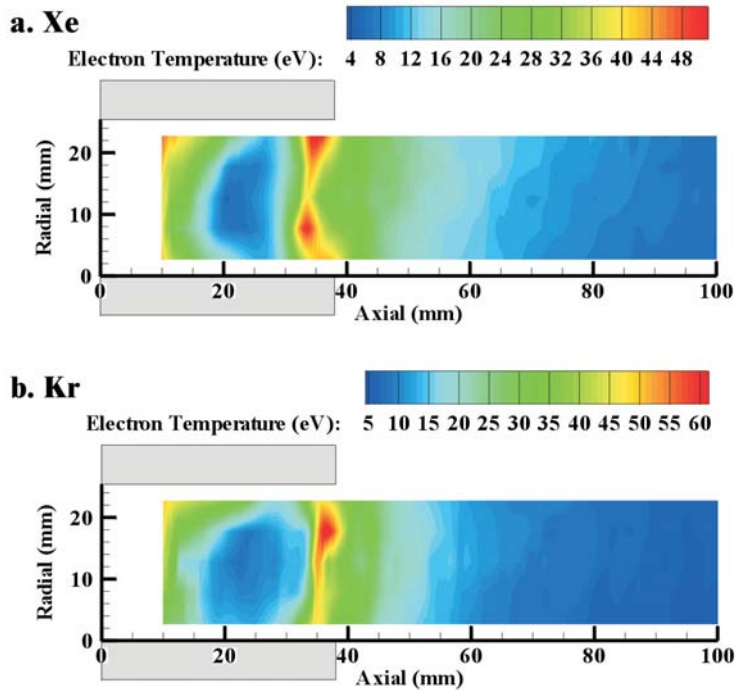 a. Xe
Electron Temperature (eV):
4 8 12 16 20 24 28 32 36 40 44 48
Radial (mm)
20
10
0
0 20 40 60 80 100
Axial (mm)
b. Kr
Electron Temperature (eV):
5 10 15 20 25 30 35 40 45 50 55 60
Radial (mm)
20
10
0
0 20 40 60 80 100
Axial (mm)